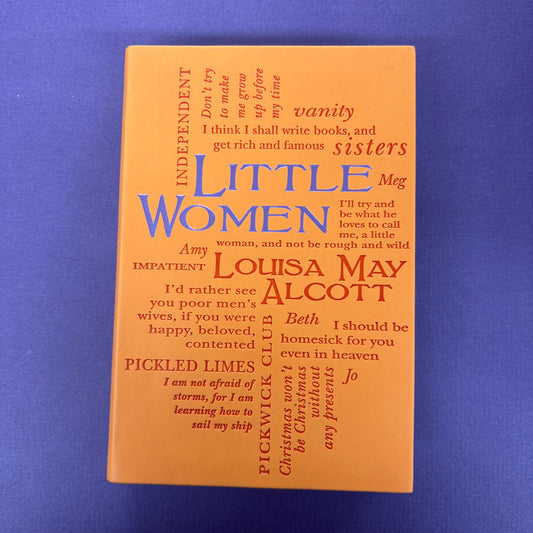 INDEPENDENT
Don't try
to make
me grow
up before
my time
vanity
I think I shall write books, and
get rich and famous
sisters
LITTLE
WOMEN
Meg
I'll try and
be what he
loves to call
me, a little
woman, and not be rough and wild
Amy
IMPATIENT
LOUISA MAY
ALCOTT
I'd rather see
you poor men's
wives, if you were
happy, beloved,
contented
Beth
I should be
homesick for you
even in heaven
PICKLED LIMES
I am not afraid of
storms, for I am
learning how to
sail my ship
PICKWICK CLUB
Christmas won't
be Christmas
without
any presents
Jo